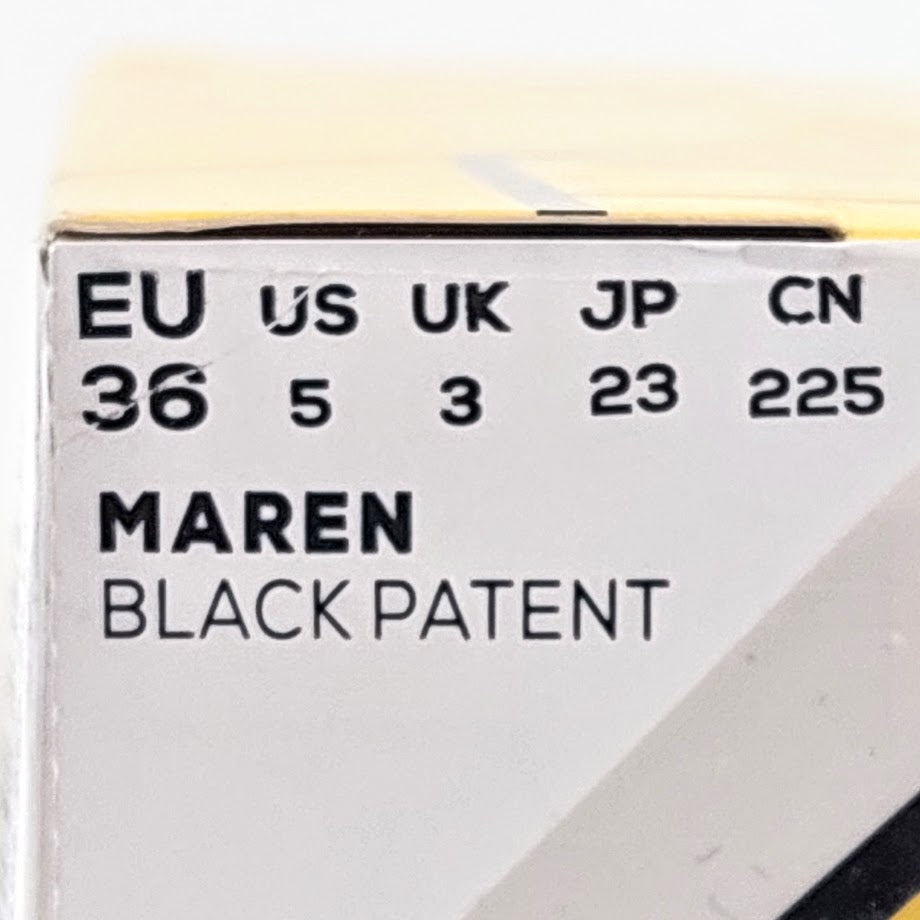 EU US UK JP CN
36 5 3 23 225
MAREN
BLACK PATENT